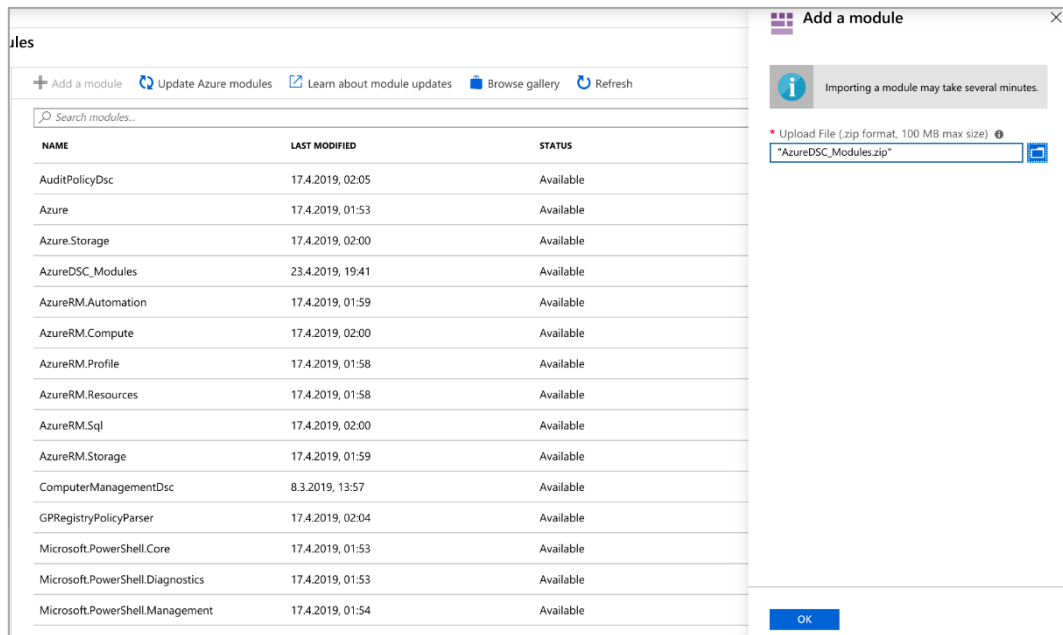 ules
Add a module Update Azure modules Learn about module updates Browse gallery Refresh
Search modules...
NAME LAST MODIFIED STATUS
AuditPolicyDsc 17.4.2019, 02:05 Available
Azure 17.4.2019, 01:53 Available
Azure.Storage 17.4.2019, 02:00 Available
AzureDSC_Modules 23.4.2019, 19:41 Available
AzureRM.Automation 17.4.2019, 01:59 Available
AzureRM.Compute 17.4.2019, 02:00 Available
AzureRM.Profile 17.4.2019, 01:58 Available
AzureRM.Resources 17.4.2019, 01:58 Available
AzureRM.Sql 17.4.2019, 02:00 Available
AzureRM.Storage 17.4.2019, 01:59 Available
ComputerManagementDsc 8.3.2019, 13:57 Available
GPRegistryPolicyParser 17.4.2019, 02:04 Available
Microsoft.PowerShell.Core 17.4.2019, 01:53 Available
Microsoft.PowerShell.Diagnostics 17.4.2019, 01:53 Available
Microsoft.PowerShell.Management 17.4.2019, 01:54 Available
Add a module
Importing a module may take several minutes.
* Upload File (.zip format, 100 MB max size)
"AzureDSC_Modules.zip"
OK